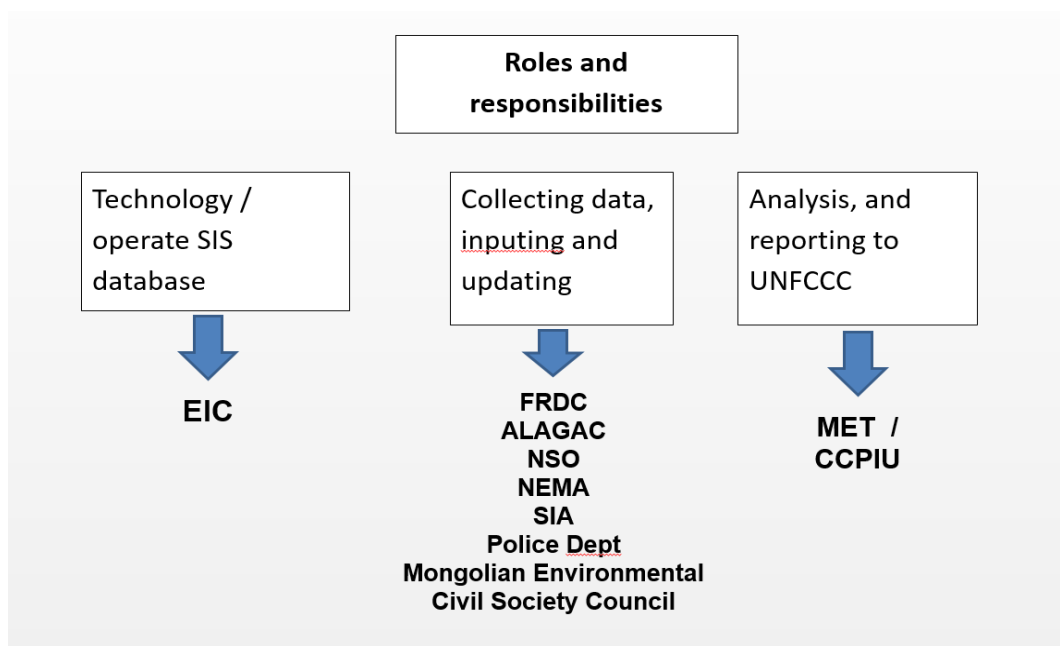 Roles and
responsibilities
Technology /
operate SIS
database
EIC
Collecting data,
inputing and
updating
FRDC
ALAGAC
NSO
NEMA
SIA
Police Dept
Mongolian Environmental
Civil Society Council
Analysis, and
reporting to
UNFCCC
MET /
CCPIU